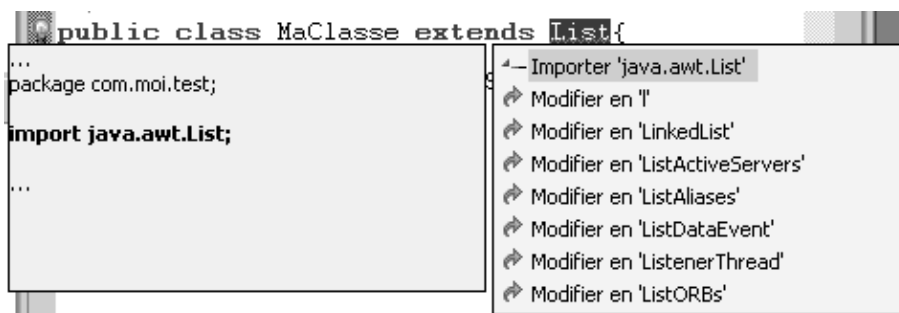 public class MaClasse extends List{
...
package com.moi.test;
import java.awt.List;
...
Importer 'java.awt.List'
Modifier en 'I'
Modifier en 'LinkedList'
Modifier en 'ListActiveServers'
Modifier en 'ListAliases'
Modifier en 'ListDataEvent'
Modifier en 'ListenerThread'
Modifier en 'ListORBs'